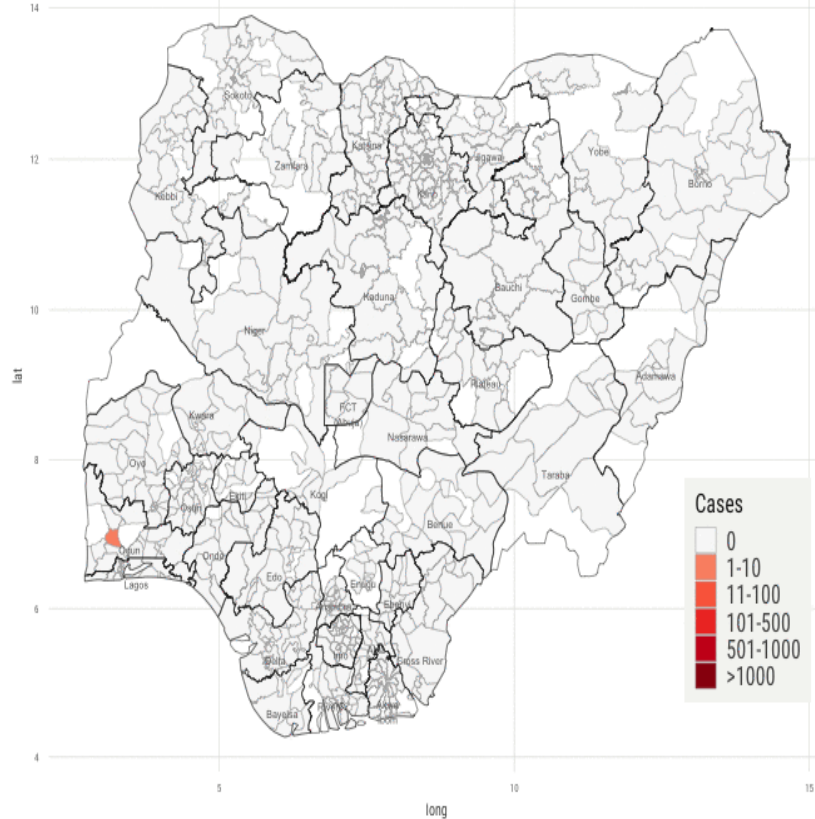 14
12
10
8
6
4
lat
5
10
15
long
Sokoto
Katsina
Zamfara
Jigawa
Yobe
Borno
Kebbi
Kano
Bauchi
Gombe
Kaduna
Niger
Adamawa
Plateau
FCT
Nasarawa
Kwara
Oyo
Taraba
Kogi
Ekiti
Osun
Benue
Ogun
Ondo
Lagos
Edo
Enugu
Ebonyi
Imo
Delta
Cross River
Bayelsa
Rivers
Akwa
Ibom
Cases
0
1-10
11-100
101-500
501-1000
>1000